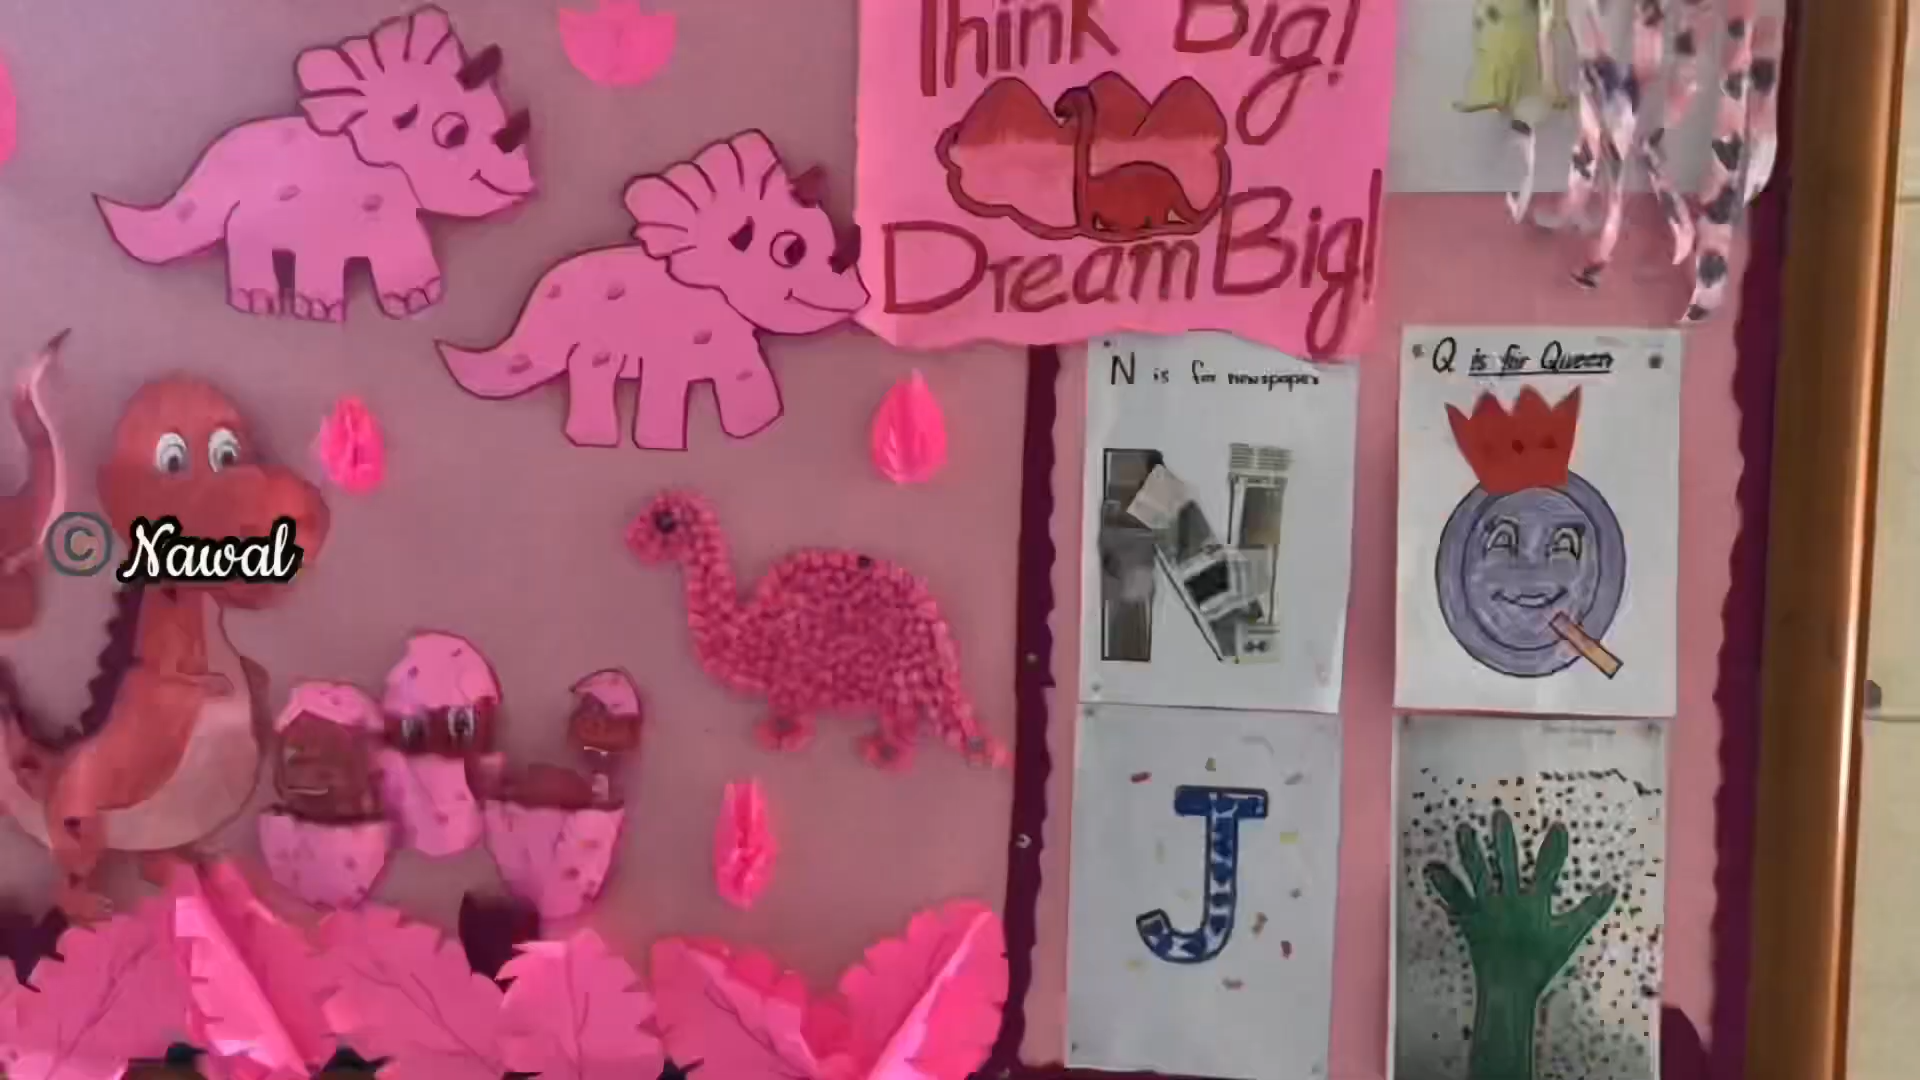 Think Big!
Dream Big!
N is for newspaper
Q is for Queen
© Nawal
J